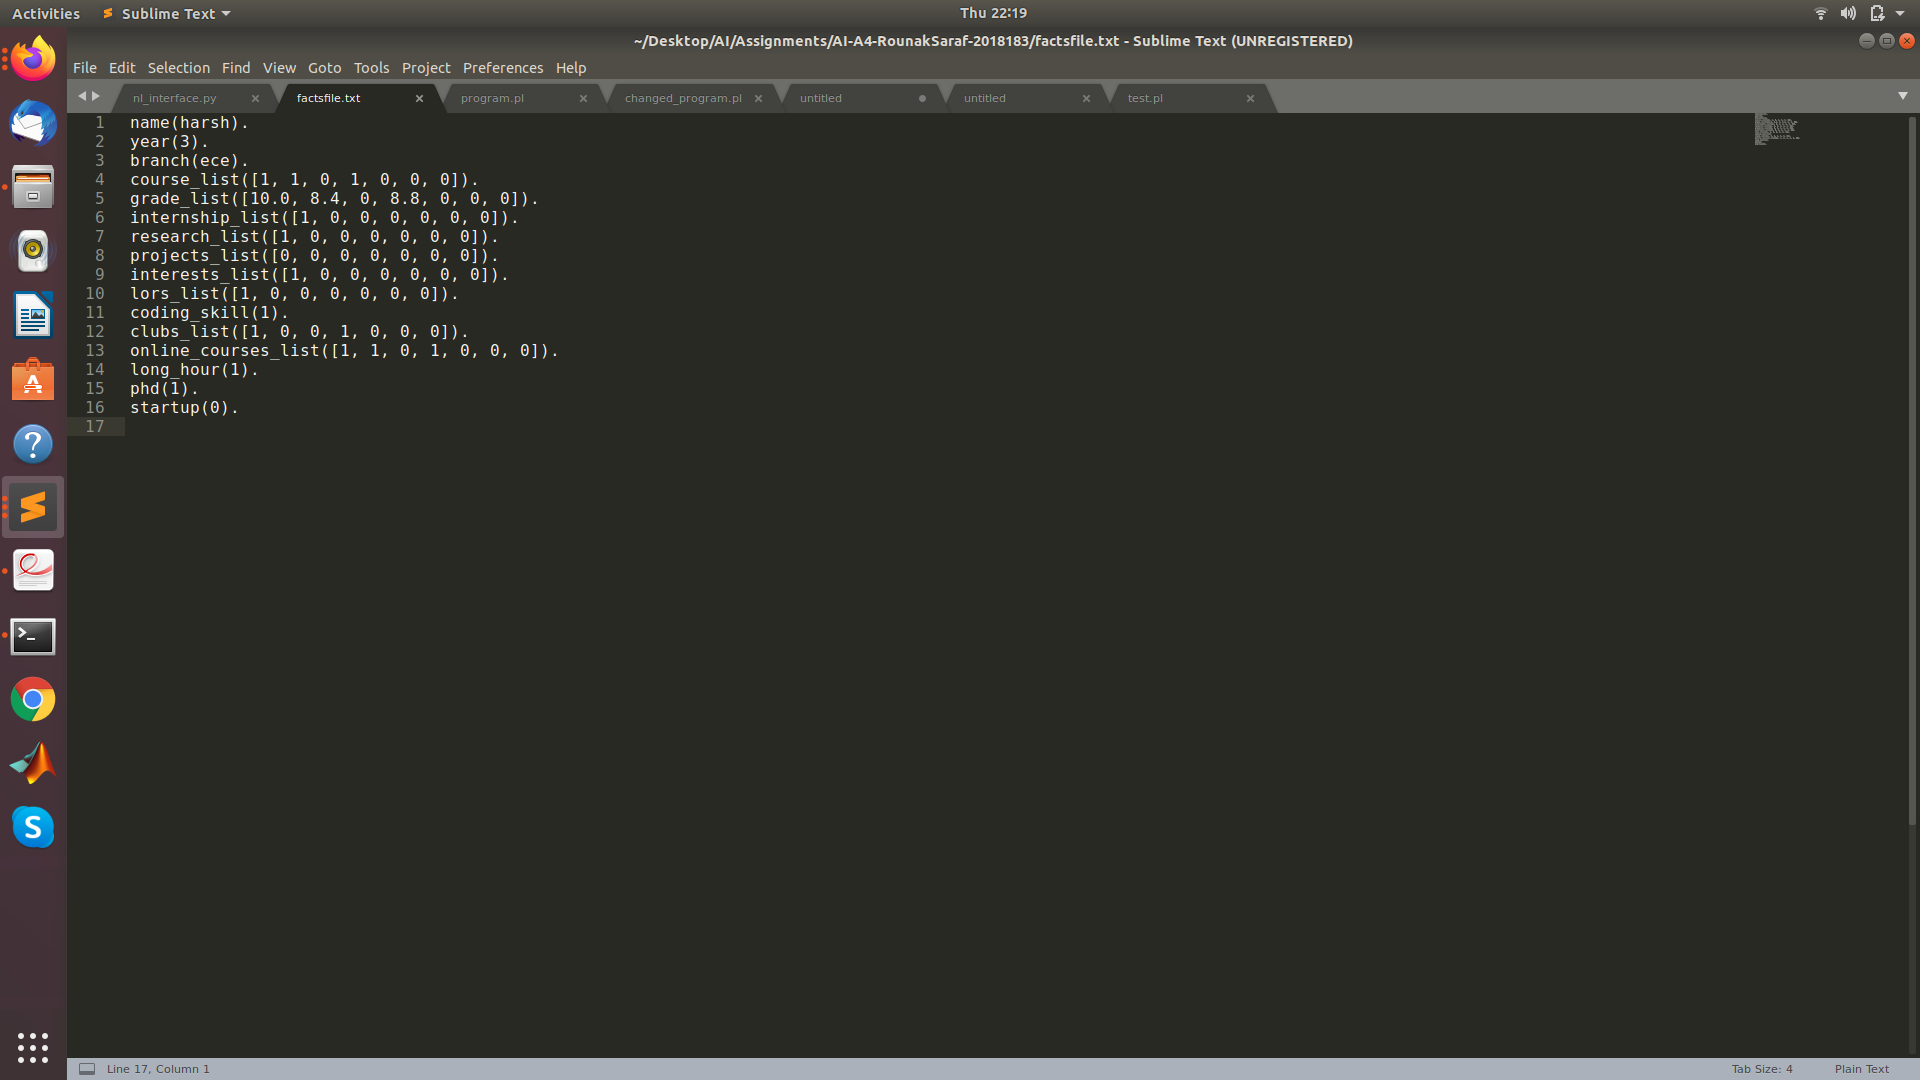 Activities Sublime Text Thu 22:19
~/Desktop/AI/Assignments/AI-A4-RounakSaraf-2018183/factsfile.txt - Sublime Text (UNREGISTERED)
File Edit Selection Find View Goto Tools Project Preferences Help
nl_interface.py factsfile.txt program.pl changed_program.pl untitled untitled test.pl
1 name(harsh).
2 year(3).
3 branch(ece).
4 course_list([1, 1, 0, 1, 0, 0, 0]).
5 grade_list([10.0, 8.4, 0, 8.8, 0, 0, 0]).
6 internship_list([1, 0, 0, 0, 0, 0, 0]).
7 research_list([1, 0, 0, 0, 0, 0, 0]).
8 projects_list([0, 0, 0, 0, 0, 0, 0]).
9 interests_list([1, 0, 0, 0, 0, 0, 0]).
10 lors_list([1, 0, 0, 0, 0, 0, 0]).
11 coding_skill(1).
12 clubs_list([1, 0, 0, 1, 0, 0, 0]).
13 online_courses_list([1, 1, 0, 1, 0, 0, 0]).
14 long_hour(1).
15 phd(1).
16 startup(0).
17
Line 17, Column 1 Tab Size: 4 Plain Text